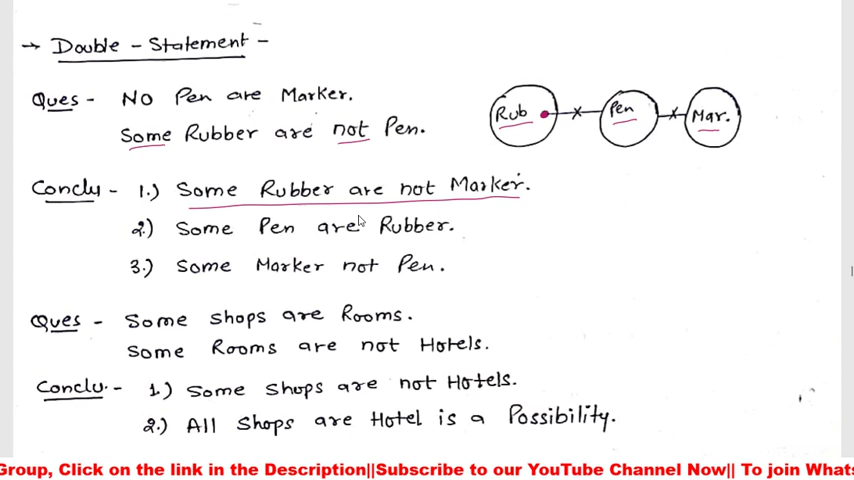 → Double - Statement -
Ques - No Pen are Marker.
Some Rubber are not Pen.
Rub Pen Mar.
Conclu - 1.) Some Rubber are not Marker.
2.) Some Pen are Rubber.
3.) Some Marker not Pen.
Ques - Some shops are Rooms.
Some Rooms are not Hotels.
Conclu. - 1.) Some shops are not Hotels.
2.) All shops are Hotel is a Possibility.
Group, Click on the link in the Description||Subscribe to our YouTube Channel Now|| To join Whats